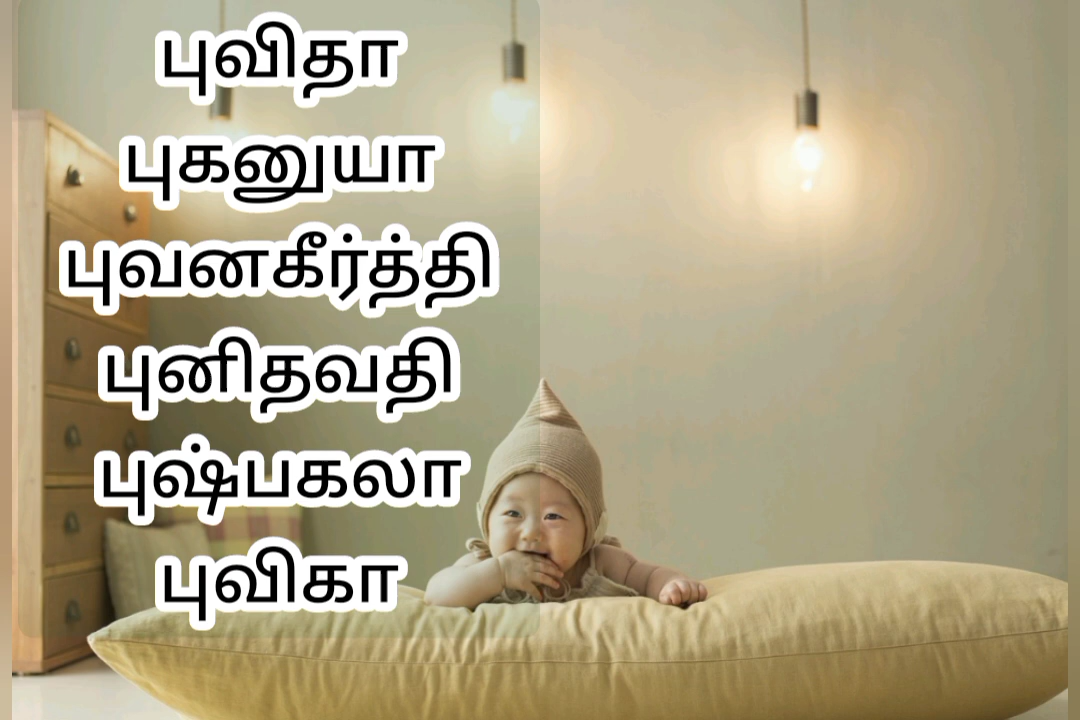 புவிதா
புகனுயா
புவனகீர்த்தி
புனிதவதி
புஷ்பகலா
புவிகா